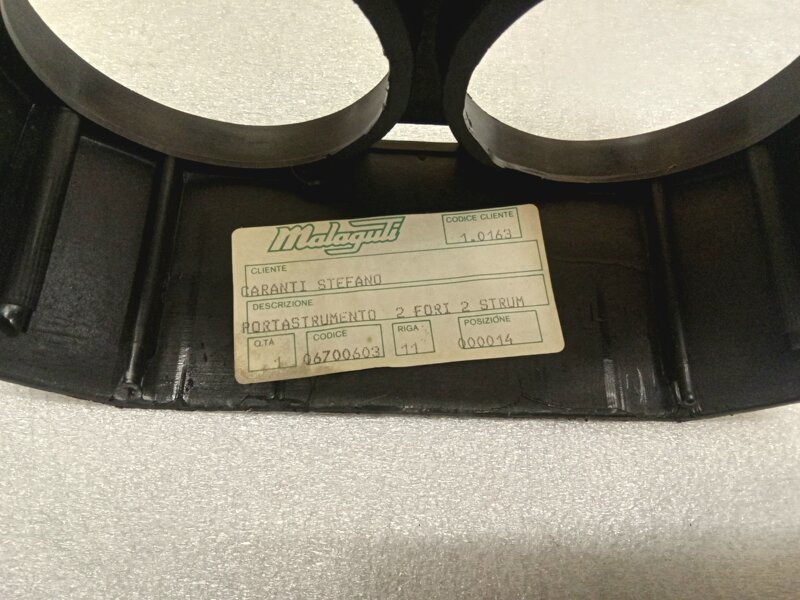 Malaguti
CODICE CLIENTE
1.0163
CLIENTE
CARANTI STEFANO
DESCRIZIONE
PORTASTRUMENTO 2 FORI 2 STRUM
Q.TÀ
1
CODICE
06700603
RIGA
11
POSIZIONE
000014